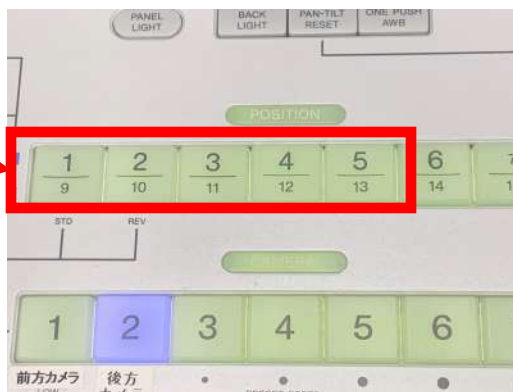 PANEL LIGHT
BACK LIGHT
PAN-TILT RESET
ONE PUSH AWB
POSITION
1 2 3 4 5 6
9 10 11 12 13 14
STD REV
1 2 3 4 5 6
前方カメラ 後方